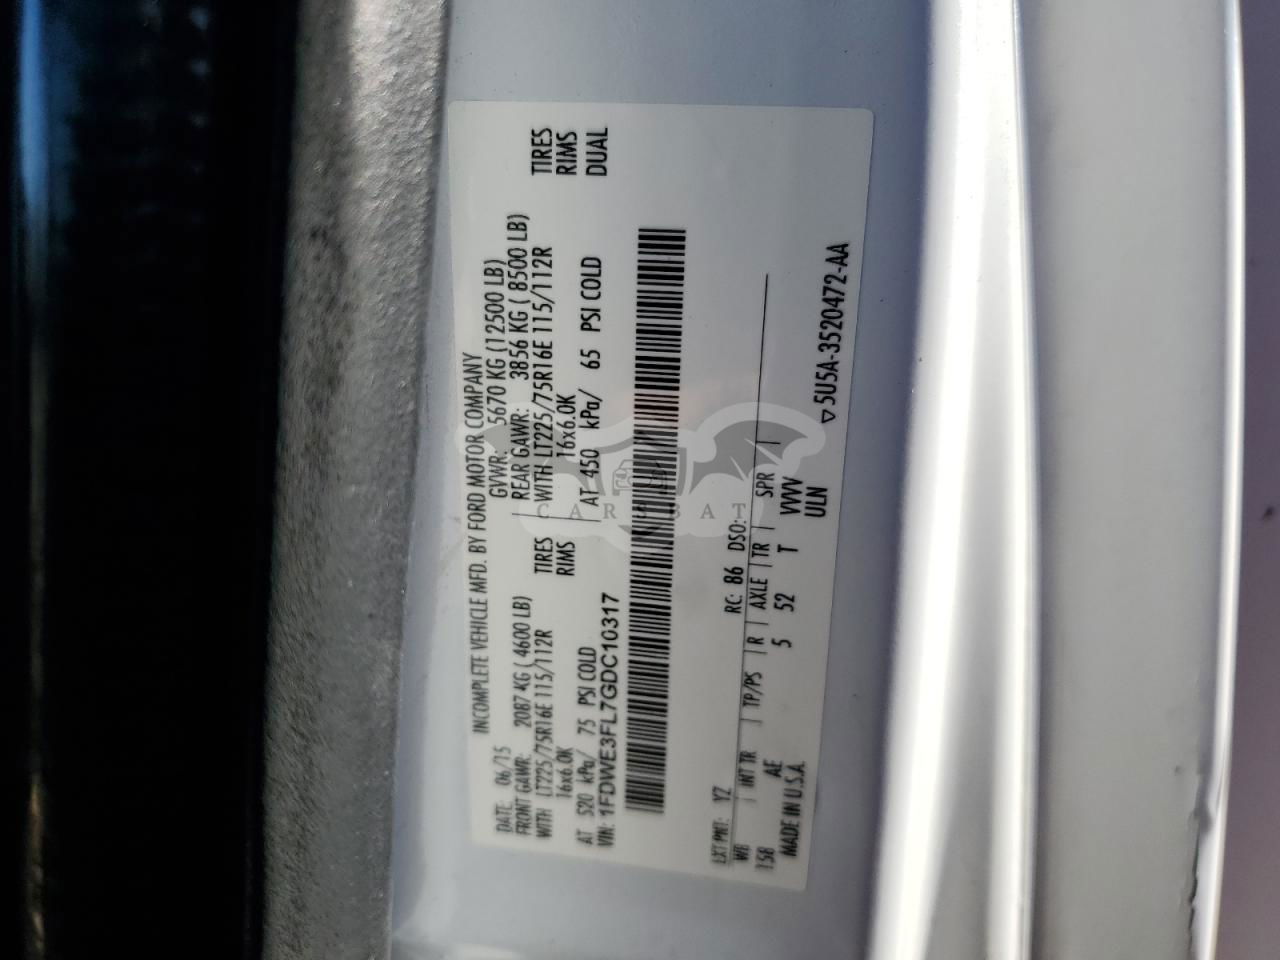 INCOMPLETE VEHICLE MFD. BY FORD MOTOR COMPANY
DATE: 06/15 GVWR: 5670 KG (12500 LB)
FRONT GAWR: 2087 KG ( 4600 LB) REAR GAWR: 3856 KG ( 8500 LB)
WITH LT225/75R16E 115/112R TIRES WITH LT225/75R16E 115/112R TIRES
16x6.0K RIMS 16x6.0K RIMS
AT 520 kPa/ 75 PSI COLD AT 450 kPa/ 65 PSI COLD DUAL
VIN: 1FDWE3FL7GDC10317
EXT PNT: YZ RC: 86 DSO:
WB INT TR TP/PS R AXLE TR SPR
158 AE 5 52 T VVV
MADE IN U.S.A. ULN
▽5U5A-3520472-AA
CARSBAT